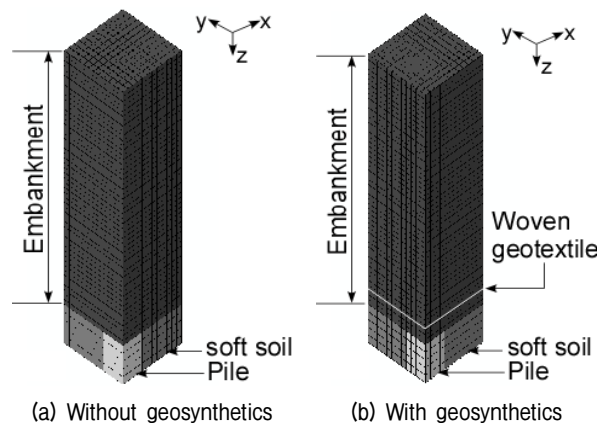 y x
z
Embankment
soft soil
Pile
(a) Without geosynthetics
y x
z
Embankment
Woven
geotextile
soft soil
Pile
(b) With geosynthetics